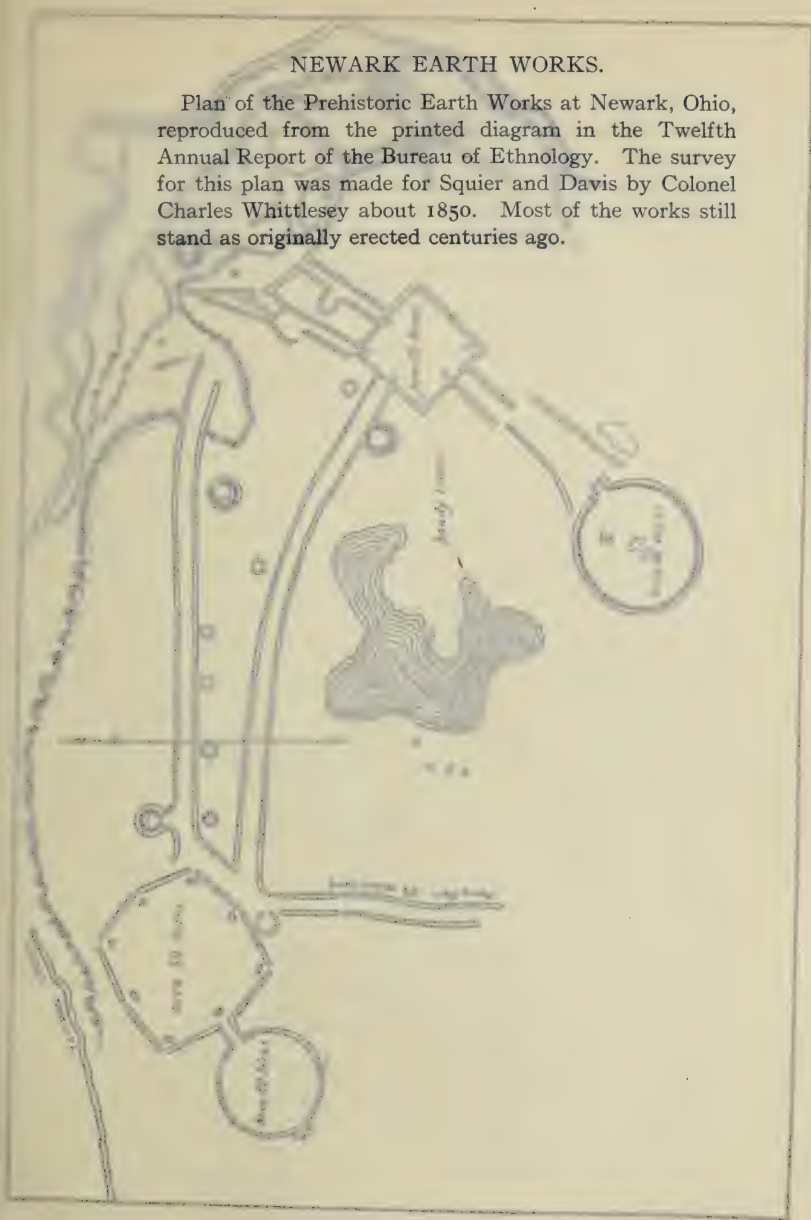 NEWARK EARTH WORKS.
Plan of the Prehistoric Earth Works at Newark, Ohio,
reproduced from the printed diagram in the Twelfth
Annual Report of the Bureau of Ethnology. The survey
for this plan was made for Squier and Davis by Colonel
Charles Whittlesey about 1850. Most of the works still
stand as originally erected centuries ago.